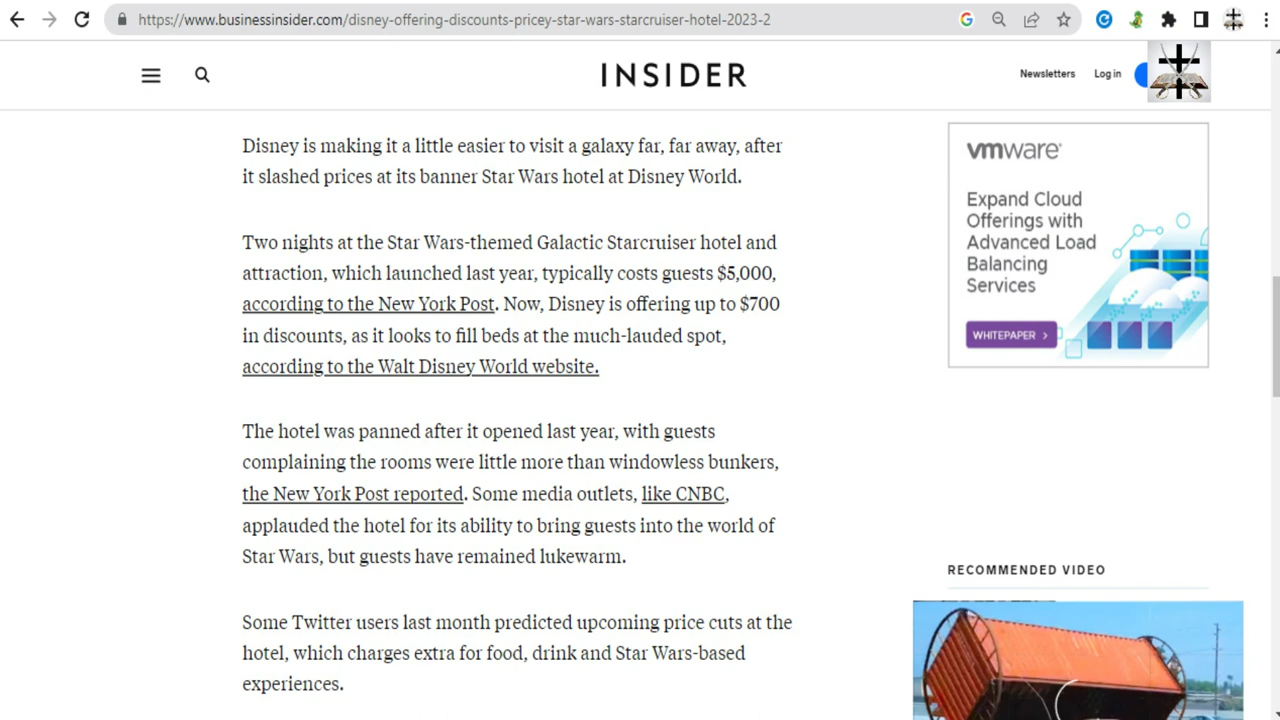 https://www.businessinsider.com/disney-offering-discounts-pricey-star-wars-starcruiser-hotel-2023-2
INSIDER
Newsletters
Log in
Disney is making it a little easier to visit a galaxy far, far away, after
it slashed prices at its banner Star Wars hotel at Disney World.
Two nights at the Star Wars-themed Galactic Starcruiser hotel and
attraction, which launched last year, typically costs guests $5,000,
according to the New York Post. Now, Disney is offering up to $700
in discounts, as it looks to fill beds at the much-lauded spot,
according to the Walt Disney World website.
The hotel was panned after it opened last year, with guests
complaining the rooms were little more than windowless bunkers,
the New York Post reported. Some media outlets, like CNBC,
applauded the hotel for its ability to bring guests into the world of
Star Wars, but guests have remained lukewarm.
Some Twitter users last month predicted upcoming price cuts at the
hotel, which charges extra for food, drink and Star Wars-based
experiences.
vmware®
Expand Cloud
Offerings with
Advanced Load
Balancing
Services
WHITEPAPER >
RECOMMENDED VIDEO